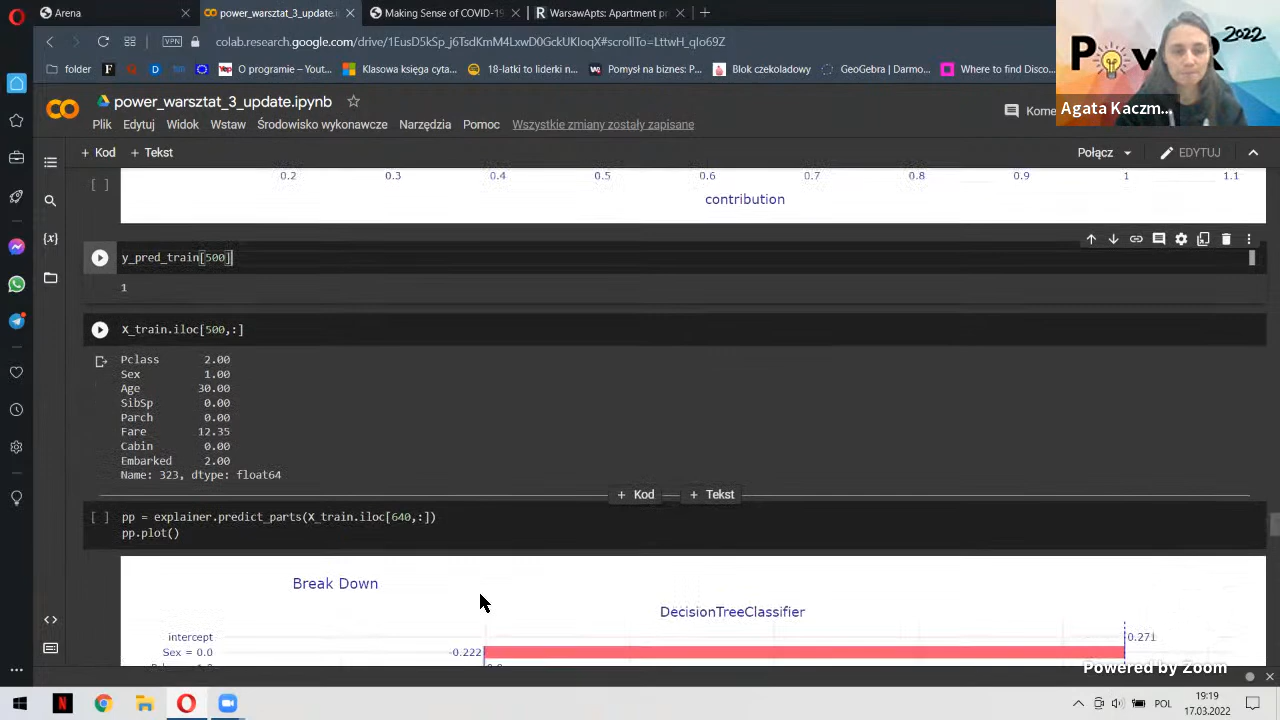 Arena
power_warsztat_3_update.ipynb
Making Sense of COVID-19
WarsawApts: Apartment pr
colab.research.google.com/drive/1EusD5kSp_j6TsdKmM4LxwD0GckUKIoqX#scrollTo=LttwH_qIo69Z
VPN
folder
O programie – Yout...
Klasowa księga cyta...
18-latki to liderki n...
Pomysł na biznes: P...
Blok czekoladowy
GeoGebra | Darmo...
Where to find Discov
2022
Agata Kaczm...
power_warsztat_3_update.ipynb
Kome
Plik Edytuj Widok Wstaw Środowisko wykonawcze Narzędzia Pomoc Wszystkie zmiany zostały zapisane
+ Kod + Tekst
Połącz
EDYTUJ
[ ]
0.2 0.3 0.4 0.5 0.6 0.7 0.8 0.9 1 1.1
contribution
y_pred_train[500]
1
X_train.iloc[500,:]
Pclass 2.00
Sex 1.00
Age 30.00
SibSp 0.00
Parch 0.00
Fare 12.35
Cabin 0.00
Embarked 2.00
Name: 323, dtype: float64
+ Kod + Tekst
[ ] pp = explainer.predict_parts(X_train.iloc[640,:])
pp.plot()
Break Down
DecisionTreeClassifier
intercept 0.271
Sex = 0.0 -0.222
Powered by Zoom
POL
19:19
17.03.2022